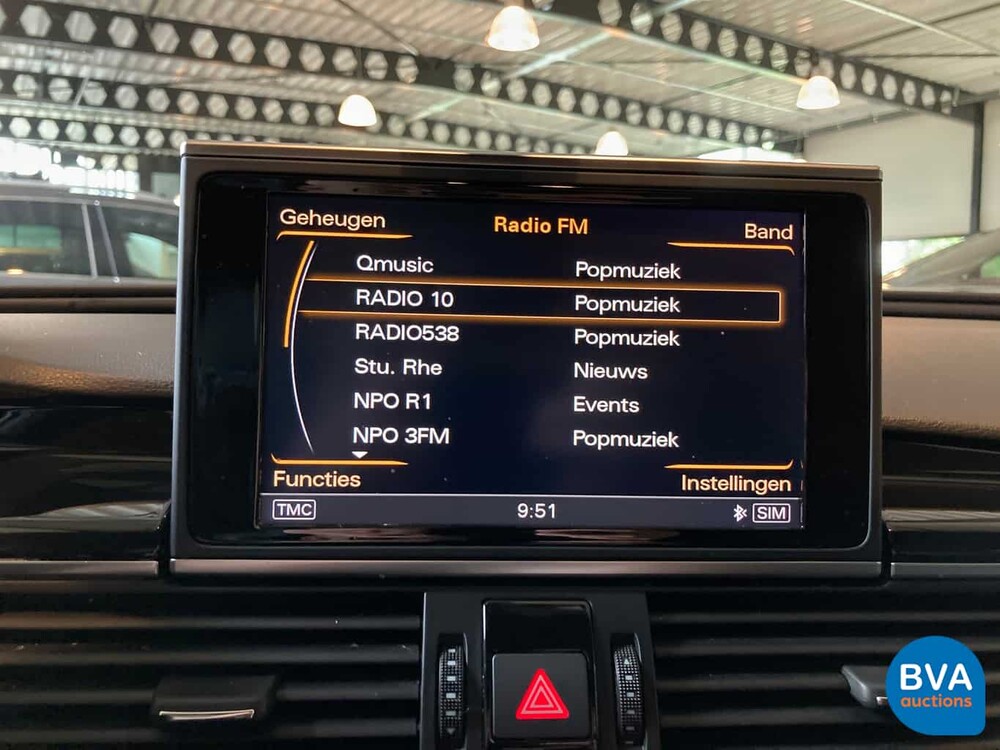 Geheugen Radio FM Band
Qmusic Popmuziek
RADIO 10 Popmuziek
RADIO538 Popmuziek
Stu. Rhe Nieuws
NPO R1 Events
NPO 3FM Popmuziek
Functies Instellingen
TMC 9:51 SIM
BVA
auctions